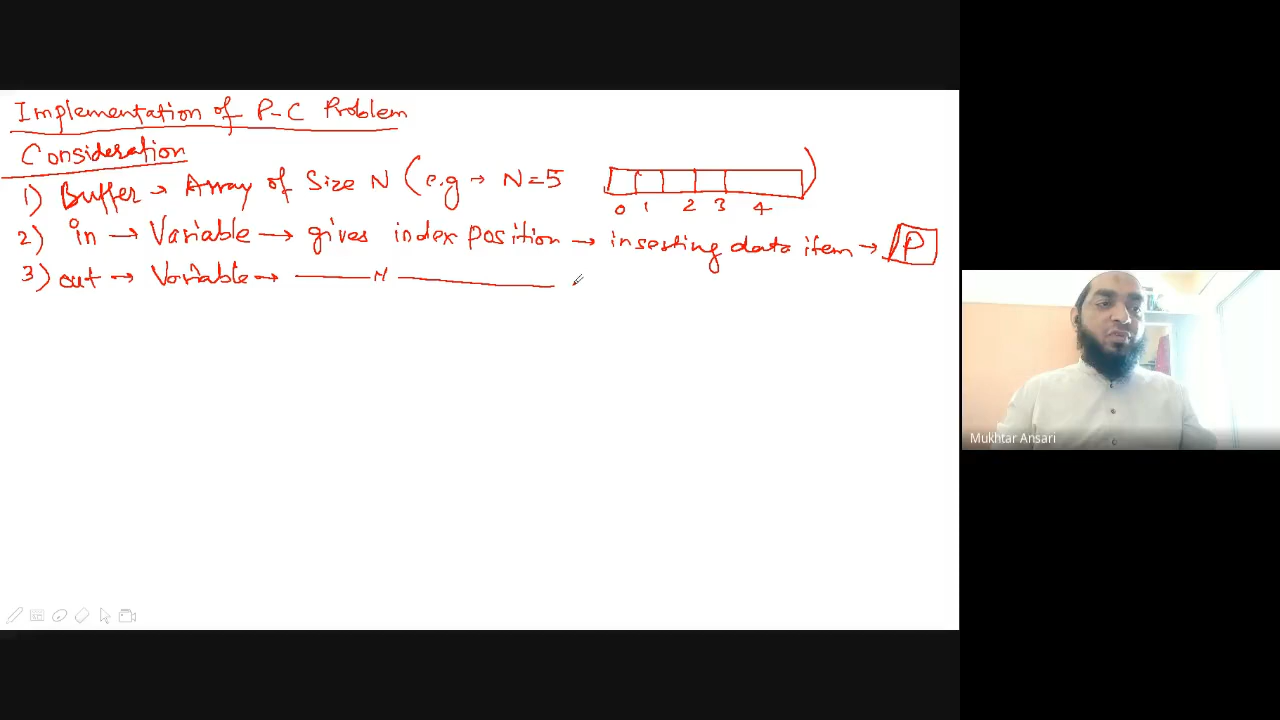 Implementation of P-C Problem
Consideration
1) Buffer → Array of Size N (e.g → N=5 )
0 1 2 3 4
2) in → Variable → gives index position → inserting data item → P
3) out → Variable → —— 〃 ——
Mukhtar Ansari